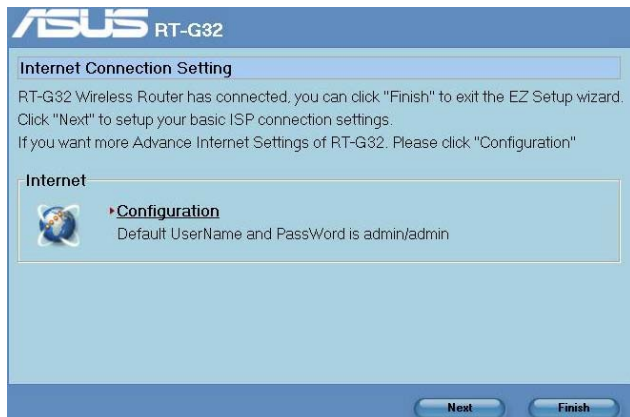 ASUS RT-G32
Internet Connection Setting
RT-G32 Wireless Router has connected, you can click "Finish" to exit the EZ Setup wizard.
Click "Next" to setup your basic ISP connection settings.
If you want more Advance Internet Settings of RT-G32. Please click "Configuration"
Internet
Configuration
Default UserName and PassWord is admin/admin
Next Finish